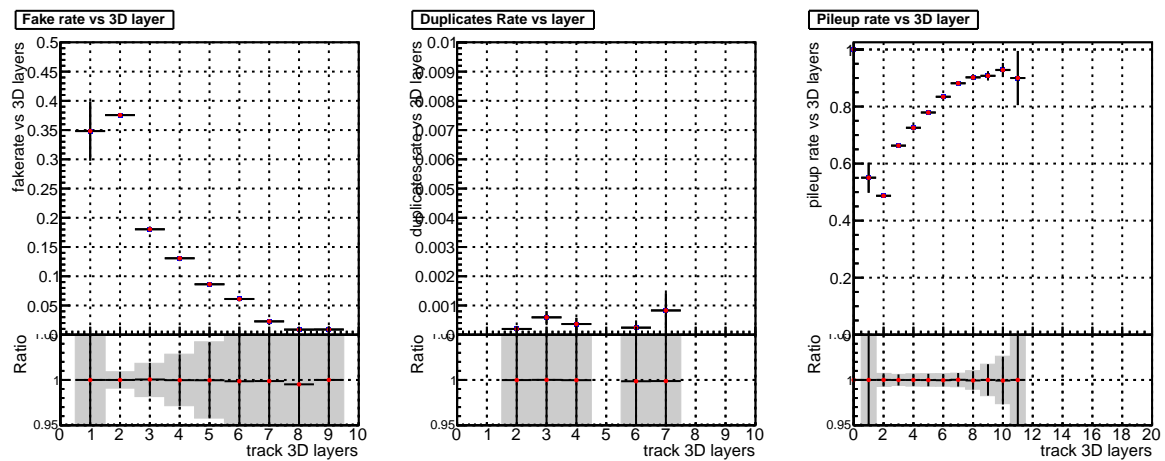 Fake rate vs 3D layer
fakerate vs 3D layers
0.5
0.45
0.4
0.35
0.3
0.25
0.2
0.15
0.1
0.05
0
Ratio
1
0.95
0 1 2 3 4 5 6 7 8 9 10
track 3D layers
Duplicates Rate vs layer
duplicates rate vs 3D layers
0.01
0.009
0.008
0.007
0.006
0.005
0.004
0.003
0.002
0.001
0
Ratio
1
0.95
0 1 2 3 4 5 6 7 8 9 10
track 3D layers
Pileup rate vs 3D layer
pileup rate vs 3D layers
1
0.8
0.6
0.4
0.2
0
Ratio
1
0.95
0 2 4 6 8 10 12 14 16 18 20
track 3D layers